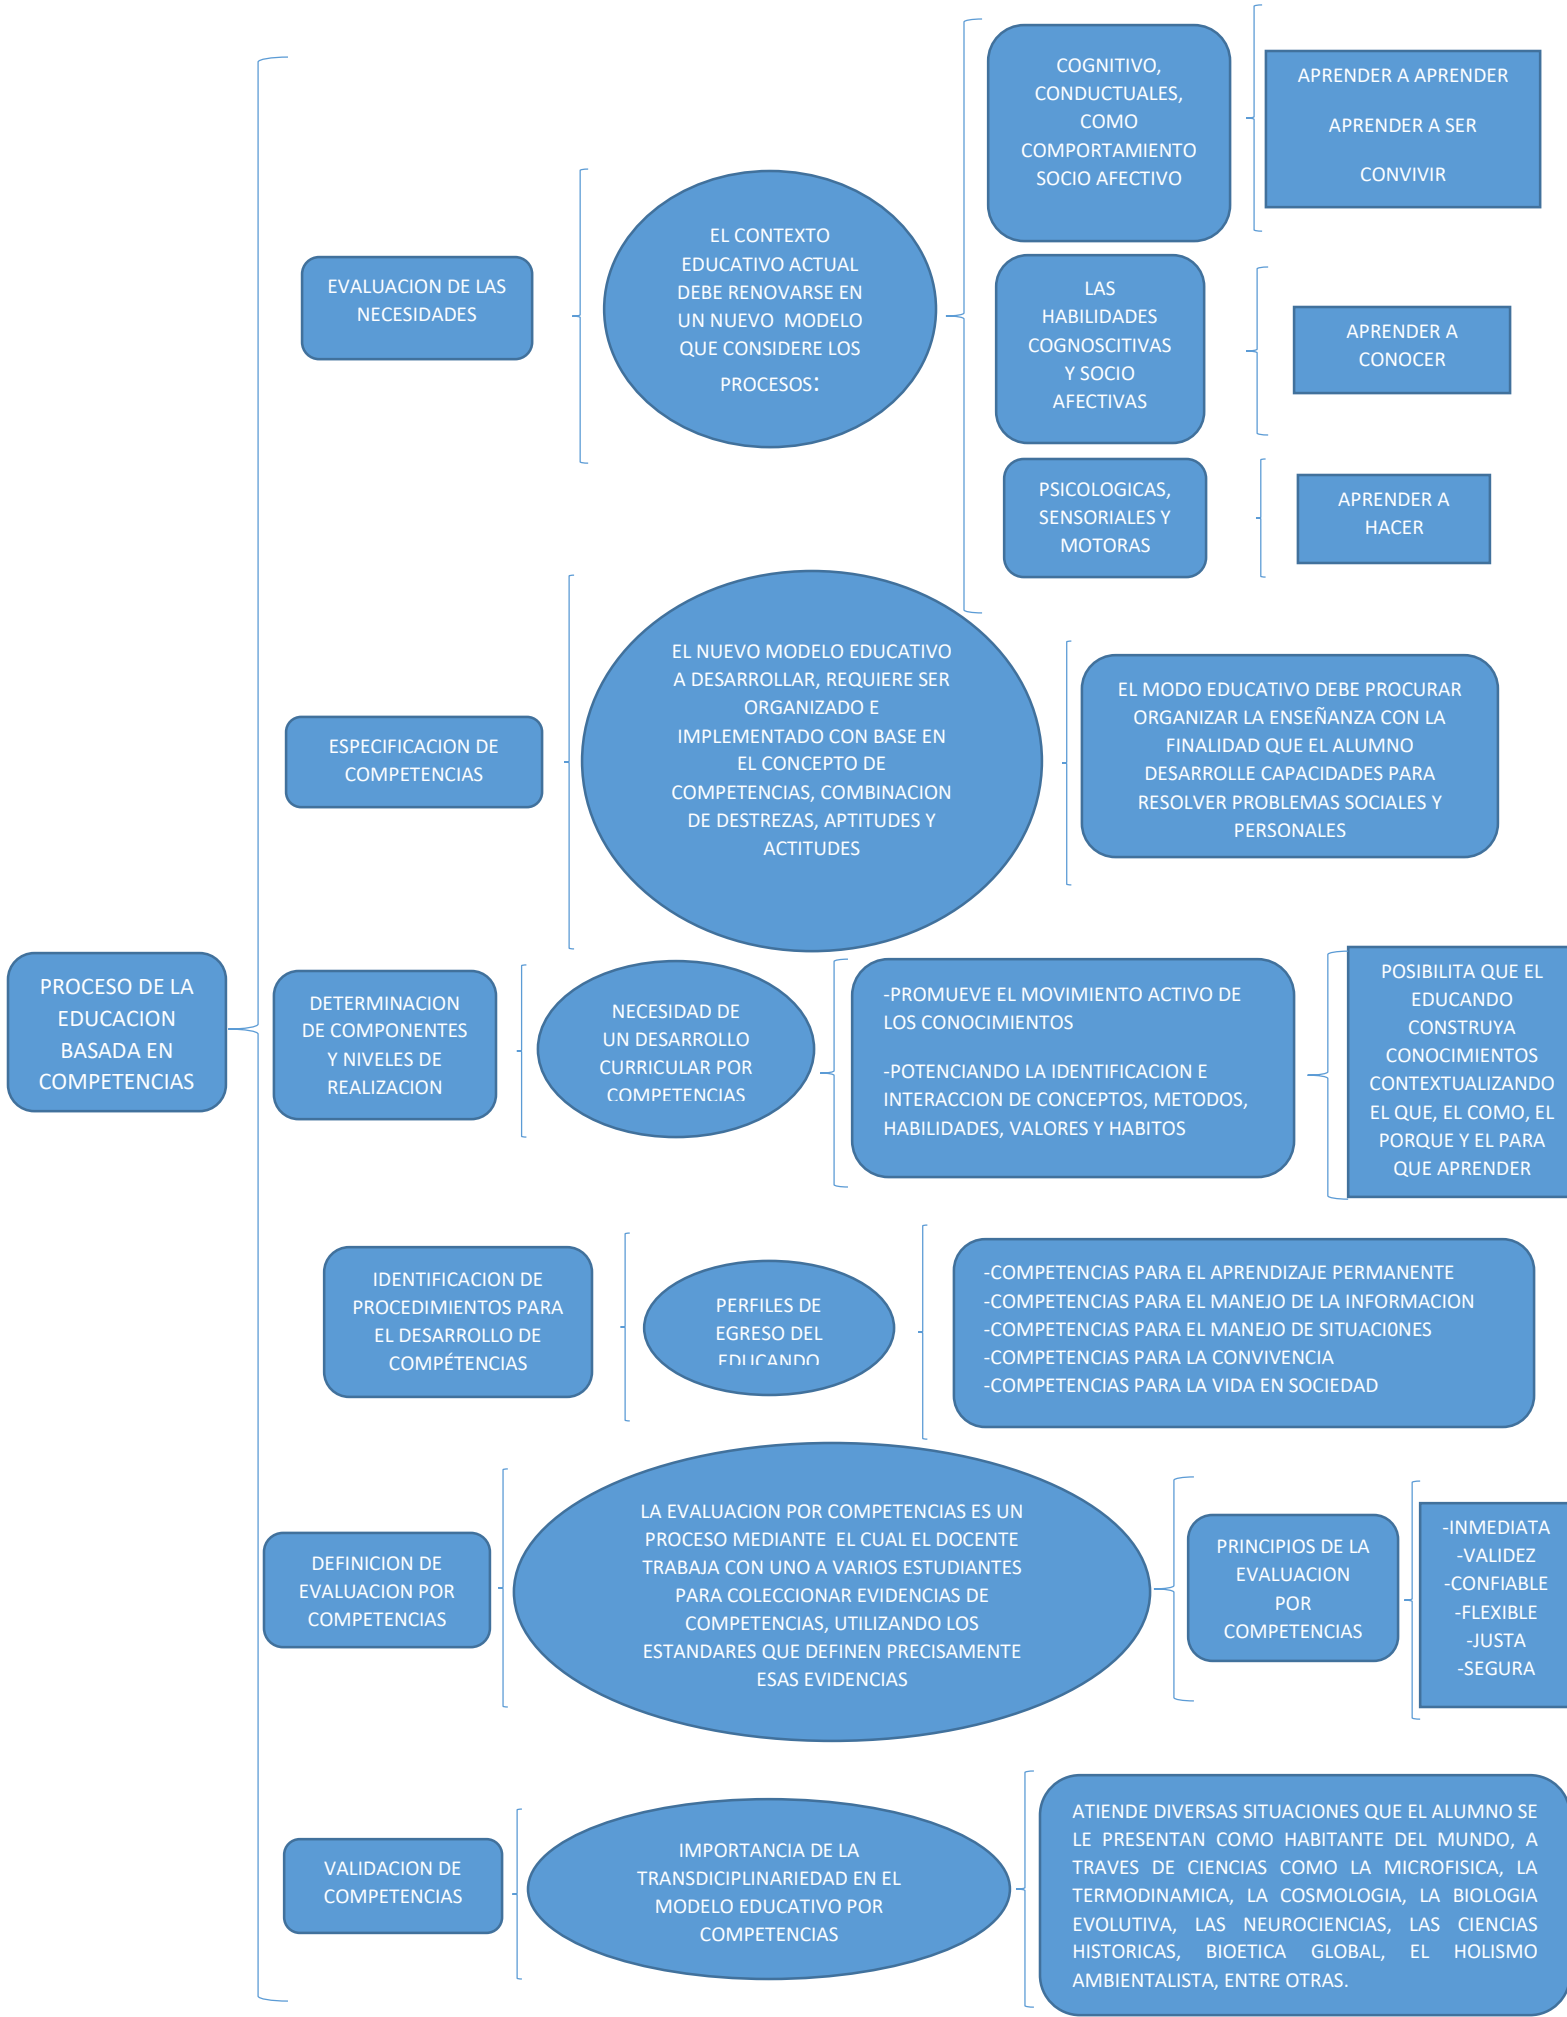 PROCESO DE LA
EDUCACION
BASADA EN
COMPETENCIAS
EVALUACION DE LAS
NECESIDADES
EL CONTEXTO
EDUCATIVO ACTUAL
DEBE RENOVARSE EN
UN NUEVO MODELO
QUE CONSIDERE LOS
PROCESOS:
COGNITIVO,
CONDUCTUALES,
COMO
COMPORTAMIENTO
SOCIO AFECTIVO
APRENDER A APRENDER
APRENDER A SER
CONVIVIR
LAS
HABILIDADES
COGNOSCITIVAS
Y SOCIO
AFECTIVAS
APRENDER A
CONOCER
PSICOLOGICAS,
SENSORIALES Y
MOTORAS
APRENDER A
HACER
ESPECIFICACION DE
COMPETENCIAS
EL NUEVO MODELO EDUCATIVO
A DESARROLLAR, REQUIERE SER
ORGANIZADO E
IMPLEMENTADO CON BASE EN
EL CONCEPTO DE
COMPETENCIAS, COMBINACION
DE DESTREZAS, APTITUDES Y
ACTITUDES
EL MODO EDUCATIVO DEBE PROCURAR
ORGANIZAR LA ENSEÑANZA CON LA
FINALIDAD QUE EL ALUMNO
DESARROLLE CAPACIDADES PARA
RESOLVER PROBLEMAS SOCIALES Y
PERSONALES
DETERMINACION
DE COMPONENTES
Y NIVELES DE
REALIZACION
NECESIDAD DE
UN DESARROLLO
CURRICULAR POR
COMPETENCIAS
-PROMUEVE EL MOVIMIENTO ACTIVO DE
LOS CONOCIMIENTOS
-POTENCIANDO LA IDENTIFICACION E
INTERACCION DE CONCEPTOS, METODOS,
HABILIDADES, VALORES Y HABITOS
POSIBILITA QUE EL
EDUCANDO
CONSTRUYA
CONOCIMIENTOS
CONTEXTUALIZANDO
EL QUE, EL COMO, EL
PORQUE Y EL PARA
QUE APRENDER
IDENTIFICACION DE
PROCEDIMIENTOS PARA
EL DESARROLLO DE
COMPÉTENCIAS
PERFILES DE
EGRESO DEL
EDUCANDO
-COMPETENCIAS PARA EL APRENDIZAJE PERMANENTE
-COMPETENCIAS PARA EL MANEJO DE LA INFORMACION
-COMPETENCIAS PARA EL MANEJO DE SITUACI0NES
-COMPETENCIAS PARA LA CONVIVENCIA
-COMPETENCIAS PARA LA VIDA EN SOCIEDAD
DEFINICION DE
EVALUACION POR
COMPETENCIAS
LA EVALUACION POR COMPETENCIAS ES UN
PROCESO MEDIANTE EL CUAL EL DOCENTE
TRABAJA CON UNO A VARIOS ESTUDIANTES
PARA COLECCIONAR EVIDENCIAS DE
COMPETENCIAS, UTILIZANDO LOS
ESTANDARES QUE DEFINEN PRECISAMENTE
ESAS EVIDENCIAS
PRINCIPIOS DE LA
EVALUACION
POR
COMPETENCIAS
-INMEDIATA
-VALIDEZ
-CONFIABLE
-FLEXIBLE
-JUSTA
-SEGURA
VALIDACION DE
COMPETENCIAS
IMPORTANCIA DE LA
TRANSDICIPLINARIEDAD EN EL
MODELO EDUCATIVO POR
COMPETENCIAS
ATIENDE DIVERSAS SITUACIONES QUE EL ALUMNO SE
LE PRESENTAN COMO HABITANTE DEL MUNDO, A
TRAVES DE CIENCIAS COMO LA MICROFISICA, LA
TERMODINAMICA, LA COSMOLOGIA, LA BIOLOGIA
EVOLUTIVA, LAS NEUROCIENCIAS, LAS CIENCIAS
HISTORICAS, BIOETICA GLOBAL, EL HOLISMO
AMBIENTALISTA, ENTRE OTRAS.